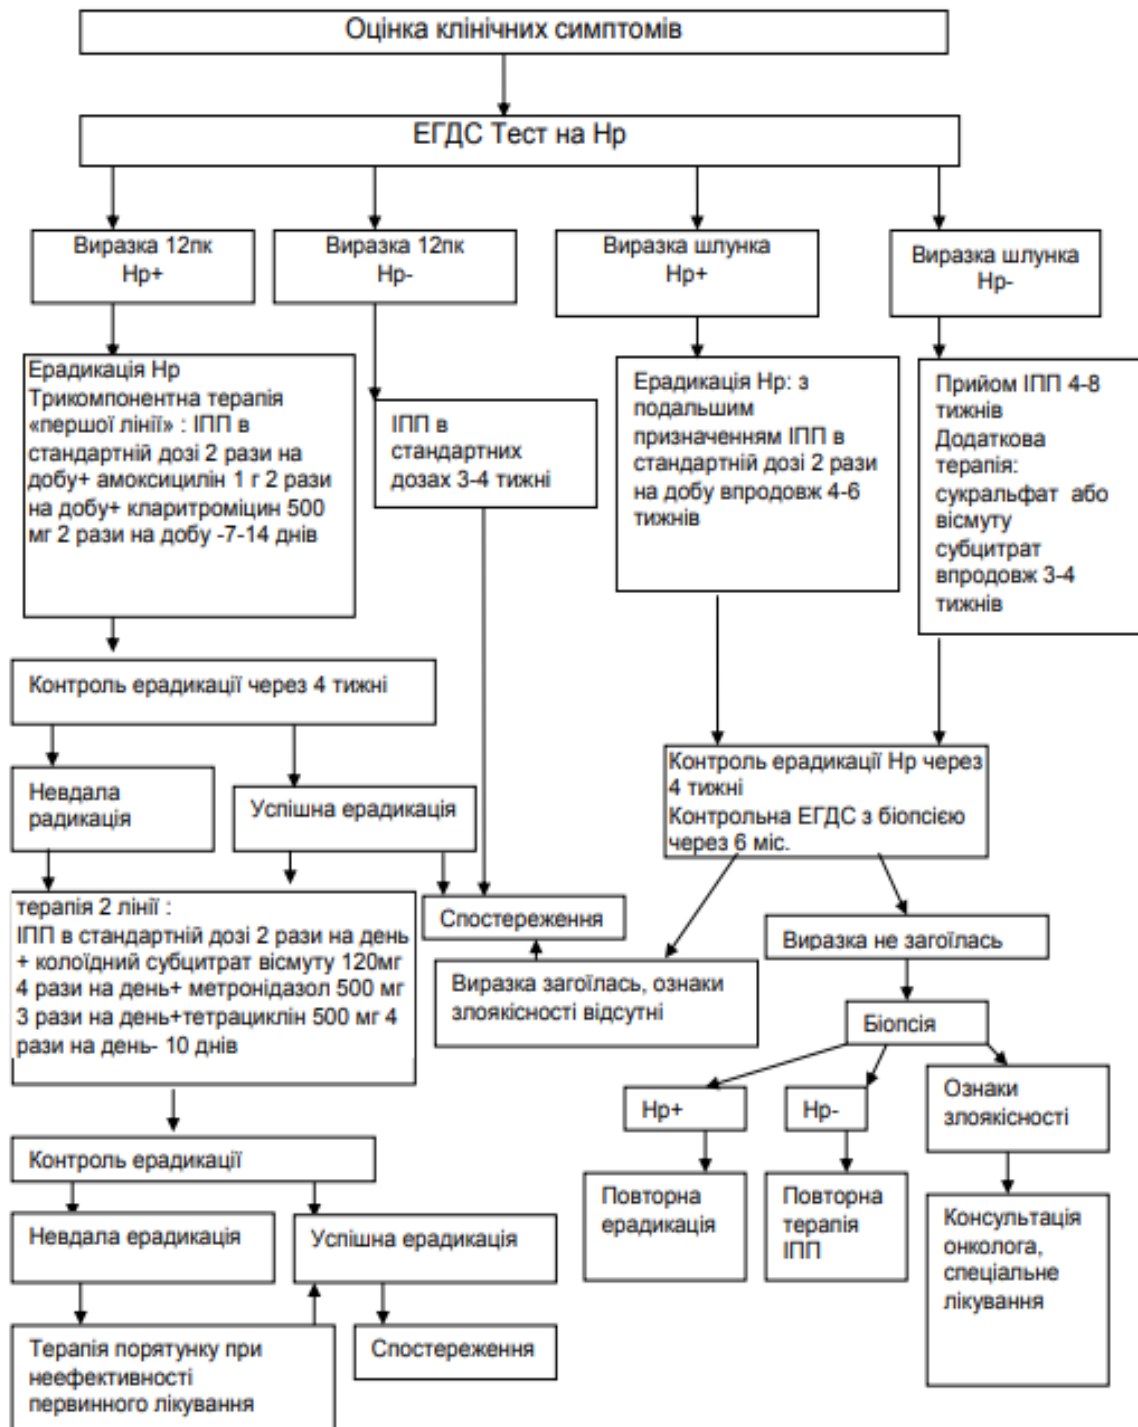 Оцінка клінічних симптомів
ЕГДС Тест на Нр
Виразка 12пк
Нр+
Виразка 12пк
Нр-
Виразка шлунка
Нр+
Виразка шлунка
Нр-
Ерадикація Нр
Трикомпонентна терапія
«першої лінії» : ІПП в
стандартній дозі 2 рази на
добу+ амоксицилін 1 г 2 рази
на добу+ кларитроміцин 500
мг 2 рази на добу -7-14 днів
ІПП в
стандартних
дозах 3-4 тижні
Ерадикація Нр: з
подальшим
призначенням ІПП в
стандартній дозі 2 рази
на добу впродовж 4-6
тижнів
Прийом ІПП 4-8
тижнів
Додаткова
терапія:
сукральфат або
вісмуту
субцитрат
впродовж 3-4
тижнів
Контроль ерадикації через 4 тижні
Невдала
радикація
Успішна ерадикація
Контроль ерадикації Нр через
4 тижні
Контрольна ЕГДС з біопсією
через 6 міс.
терапія 2 лінії :
ІПП в стандартній дозі 2 рази на день
+ колоїдний субцитрат вісмуту 120мг
4 рази на день+ метронідазол 500 мг
3 рази на день+тетрациклін 500 мг 4
рази на день- 10 днів
Спостереження
Виразка загоїлась, ознаки
злоякісності відсутні
Виразка не загоїлась
Біопсія
Нр+
Нр-
Ознаки
злоякісності
Повторна
ерадикація
Повторна
терапія
ІПП
Консультація
онколога,
спеціальне
лікування
Контроль ерадикації
Невдала ерадикація
Успішна ерадикація
Терапія порятунку при
неефективності
первинного лікування
Спостереження